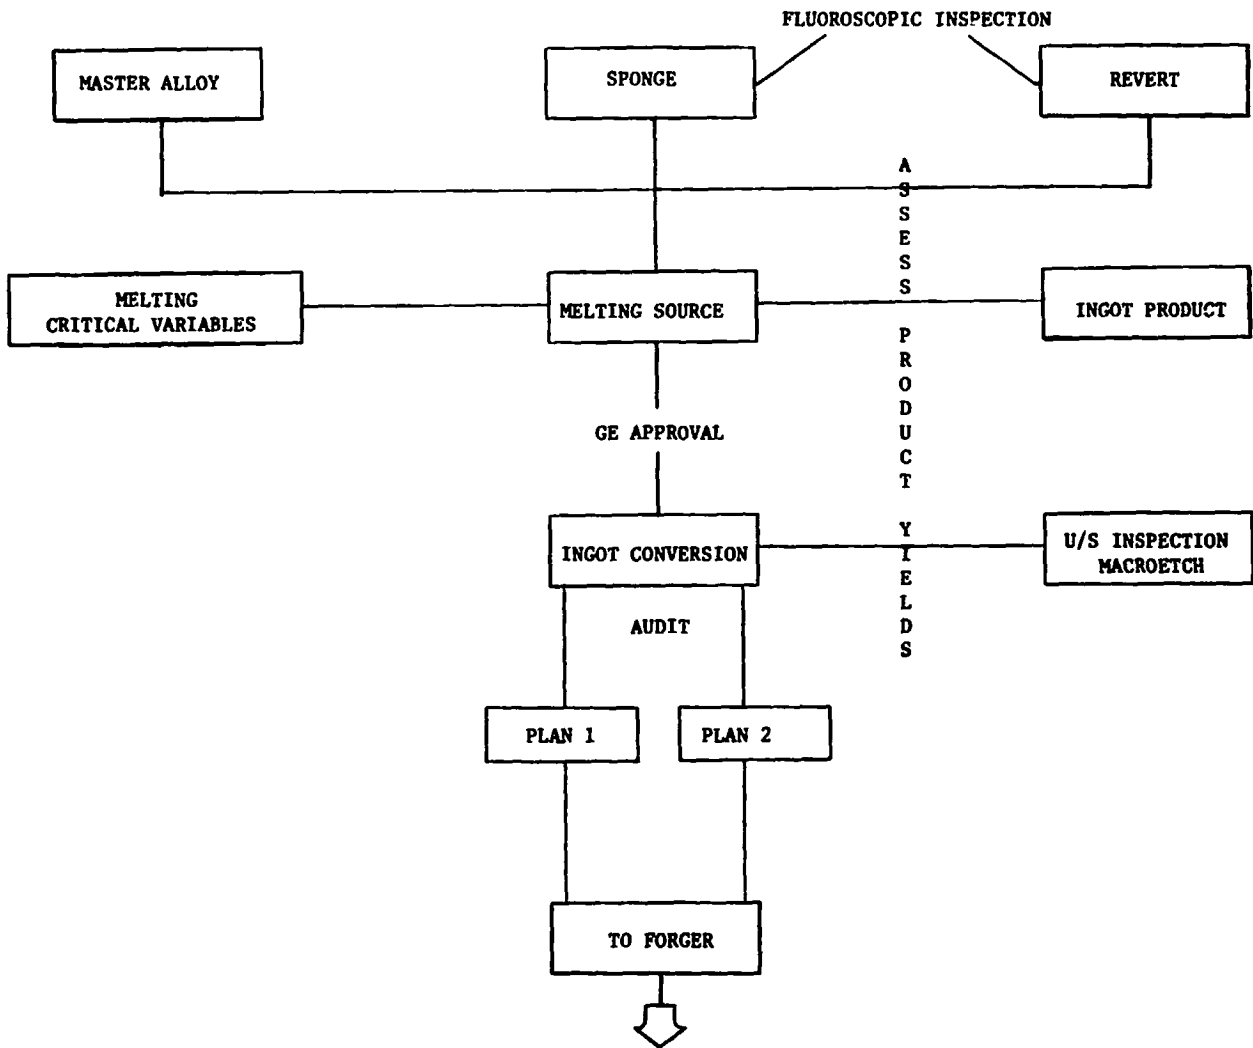 FLUOROSCOPIC INSPECTION
MASTER ALLOY
SPONGE
REVERT
ASSESS PRODUCT YIELDS
MELTING
CRITICAL VARIABLES
MELTING SOURCE
INGOT PRODUCT
GE APPROVAL
INGOT CONVERSION
U/S INSPECTION
MACROETCH
AUDIT
PLAN 1
PLAN 2
TO FORGER